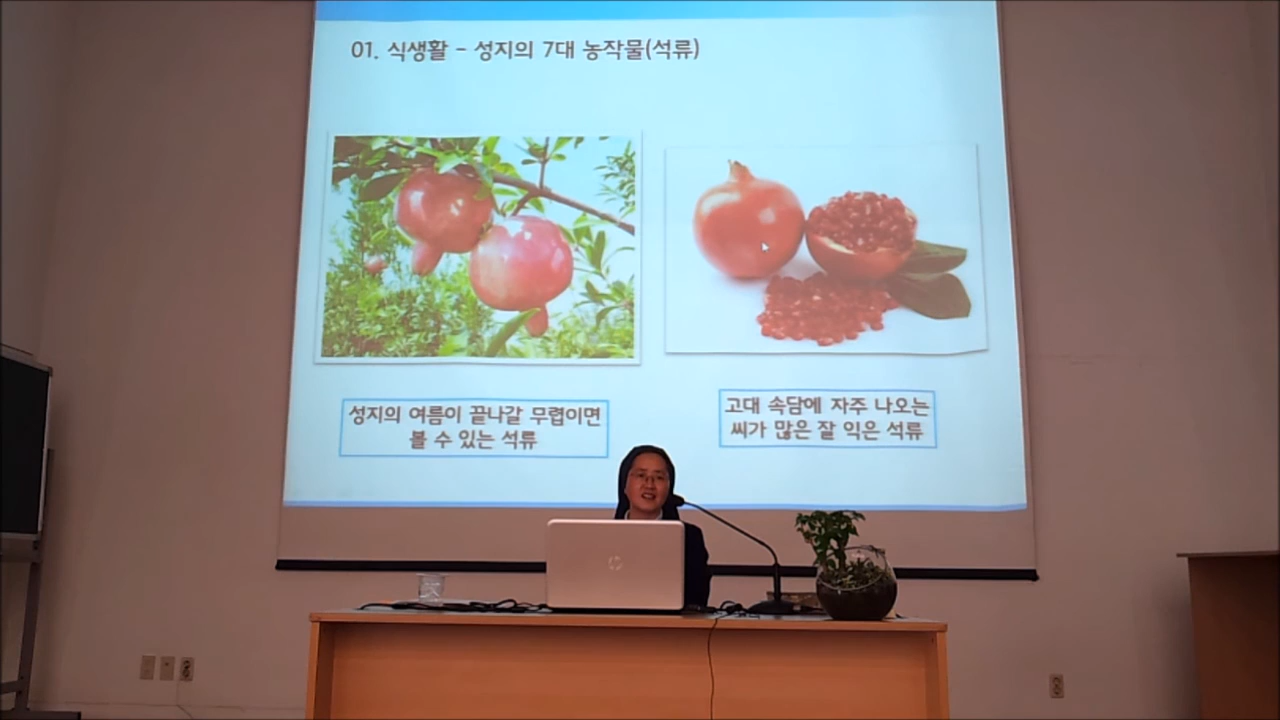 01. 식생활 - 성지의 7대 농작물(석류)
성지의 여름이 끝나갈 무렵이면
볼 수 있는 석류
고대 속담에 자주 나오는
씨가 많은 잘 익은 석류
hp